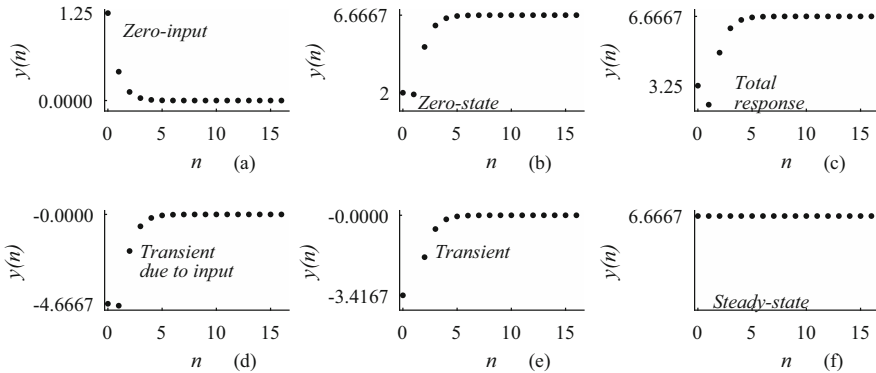 1.25
Zero-input
y(n)
0.0000
0 5 10 15
n (a)
6.6667
y(n)
2
Zero-state
0 5 10 15
n (b)
6.6667
y(n)
3.25
Total
response
0 5 10 15
n (c)
-0.0000
y(n)
Transient
due to input
-4.6667
0 5 10 15
n (d)
-0.0000
y(n)
Transient
-3.4167
0 5 10 15
n (e)
6.6667
y(n)
Steady-state
0 5 10 15
n (f)